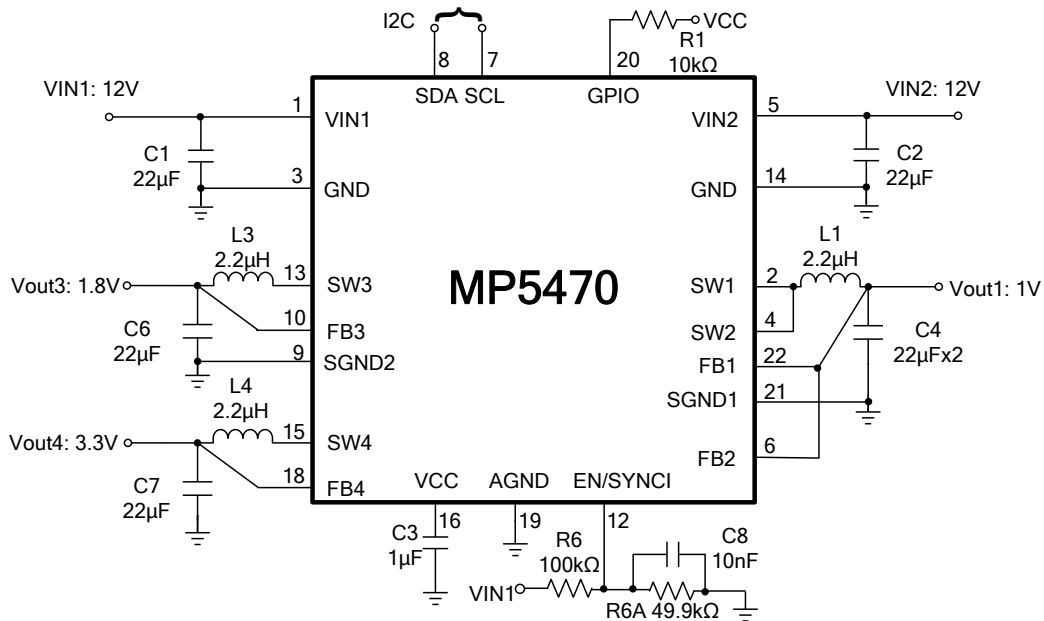 I2C
VCC
R1
10kΩ
8
7
20
SDA SCL
GPIO
VIN1: 12V
1
VIN1
VIN2
5
VIN2: 12V
C1
22µF
C2
22µF
3
GND
GND
14
L3
2.2µH
L1
2.2µH
Vout3: 1.8V
13
SW3
MP5470
SW1
2
Vout1: 1V
C6
22µF
10
FB3
SW2
4
C4
22µFx2
9
SGND2
FB1
22
L4
2.2µH
SGND1
21
Vout4: 3.3V
15
SW4
FB2
6
C7
22µF
18
FB4
VCC
AGND
EN/SYNCI
C3
1µF
16
19
12
R6
100kΩ
C8
10nF
VIN1
R6A 49.9kΩ